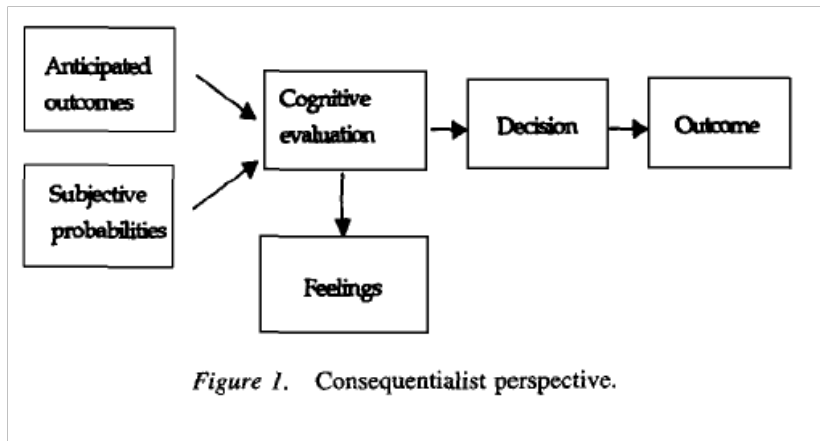 Anticipated
outcomes
Cognitive
evaluation
Decision
Outcome
Subjective
probabilities
Feelings
Figure 1. Consequentialist perspective.